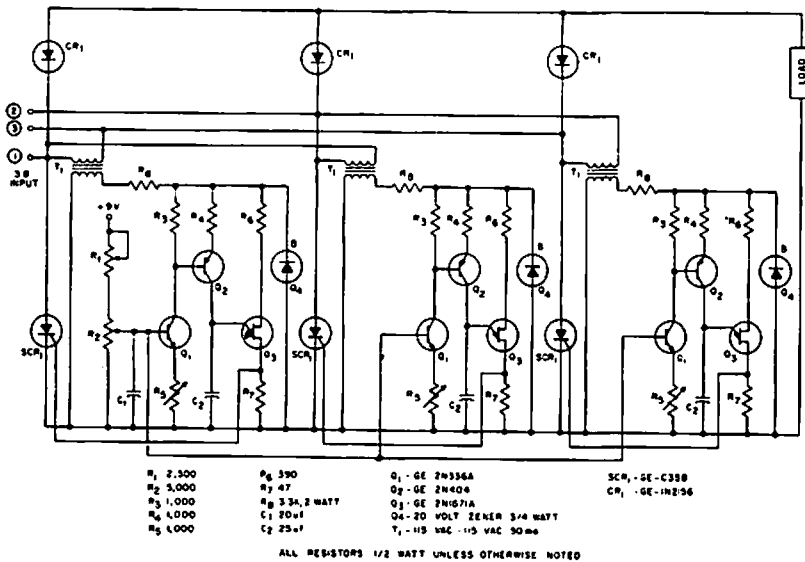 CR1
CR1
CR1
LOAD
2
3
1
3Φ
INPUT
T1
R8
T1
R8
T1
R8
+9V
R1
R2
R3
R4
R6
B
Q4
Q2
SCR1
Q1
Q3
C1
R5
C2
R7
R3
R4
R6
B
Q4
Q2
SCR1
Q1
Q3
R5
C2
R7
R3
R4
R6
B
Q4
Q2
SCR1
Q1
Q3
R5
C2
R7
R1 2,500
R2 5,000
R3 1,000
R4 1,000
R5 1,000
R6 390
R7 47
R8 3.3K, 2 WATT
C1 20uf
C2 .25uf
Q1 - GE 2N336A
Q2 - GE 2N404
Q3 - GE 2N1671A
Q4 - 20 VOLT ZENER 3/4 WATT
T1 - 115 VAC - 115 VAC 50ma
SCR1 - GE-C35B
CR1 - GE-1N2156
ALL RESISTORS 1/2 WATT UNLESS OTHERWISE NOTED